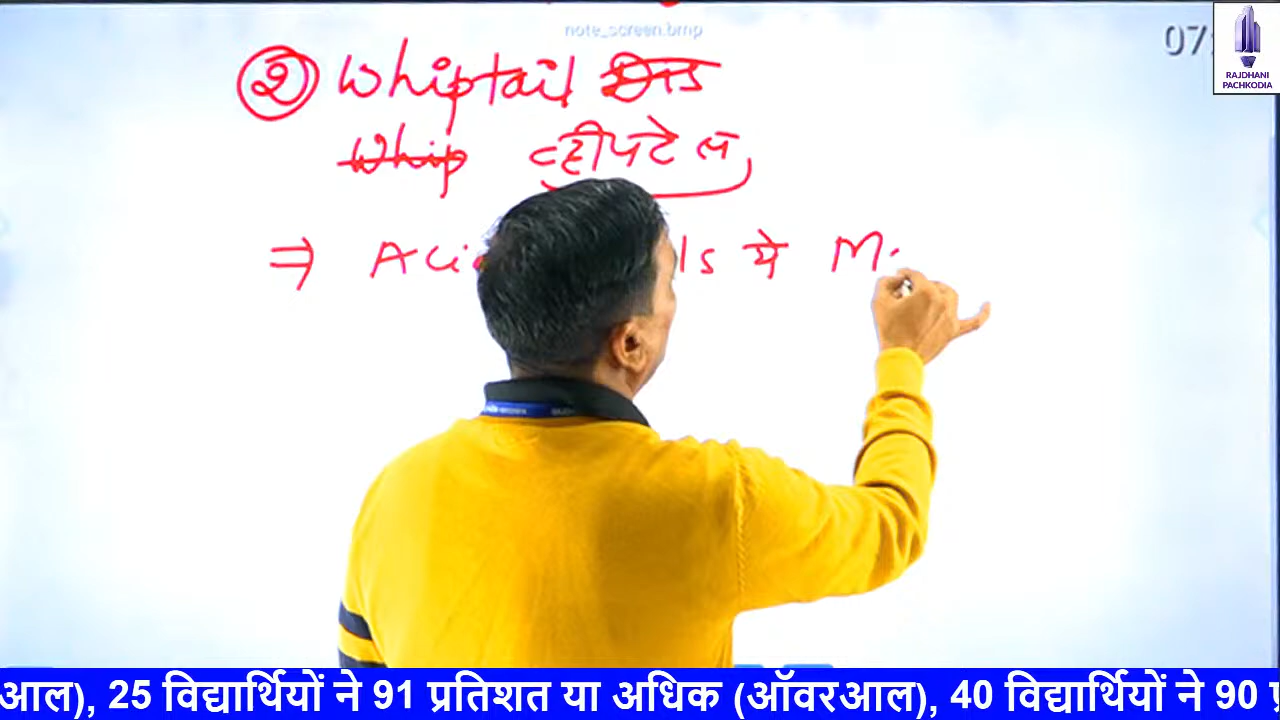 note_screen.bmp
07:
RAJDHANI
PACHKODIA
② Whiptail
Whip व्हीपटेल
⇒ Aci ls ये M
आल), 25 विद्यार्थियों ने 91 प्रतिशत या अधिक (ऑवरआल), 40 विद्यार्थियों ने 90 प्र